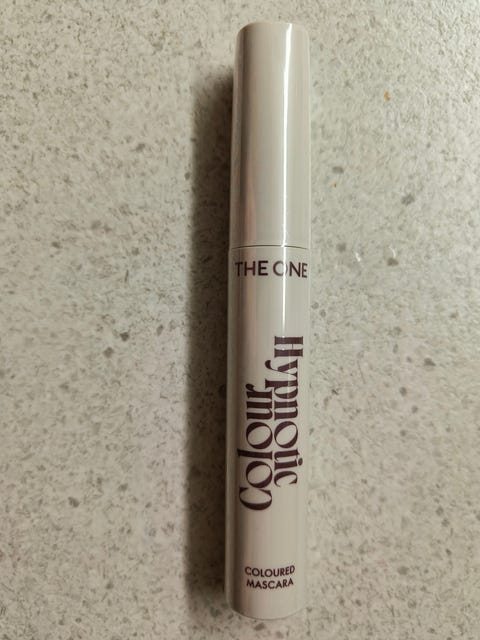 THE ONE
Hypnotic
Colour
COLOURED
MASCARA